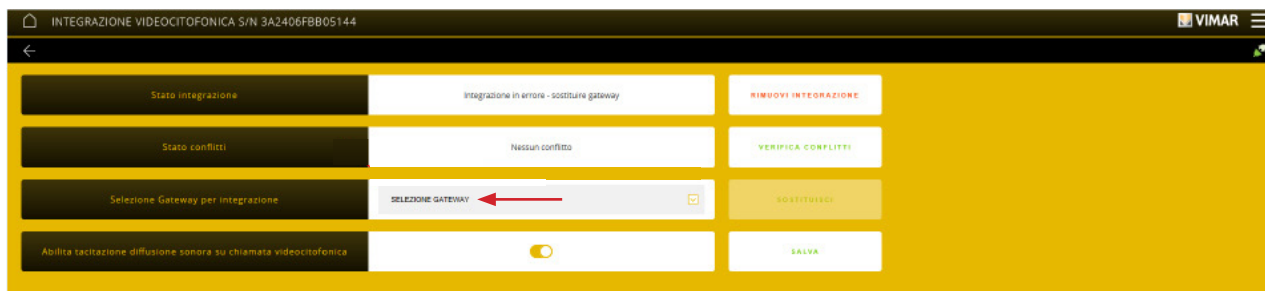 INTEGRAZIONE VIDEOCITOFONICA S/N 3A2406FBB05144
VIMAR
Stato integrazione
Integrazione in errore - sostituire gateway
RIMUOVI INTEGRAZIONE
Stato conflitti
Nessun conflitto
VERIFICA CONFLITTI
Selezione Gateway per integrazione
SELEZIONE GATEWAY
SOSTITUISCI
Abilita tacitazione diffusione sonora su chiamata videocitofonica
SALVA